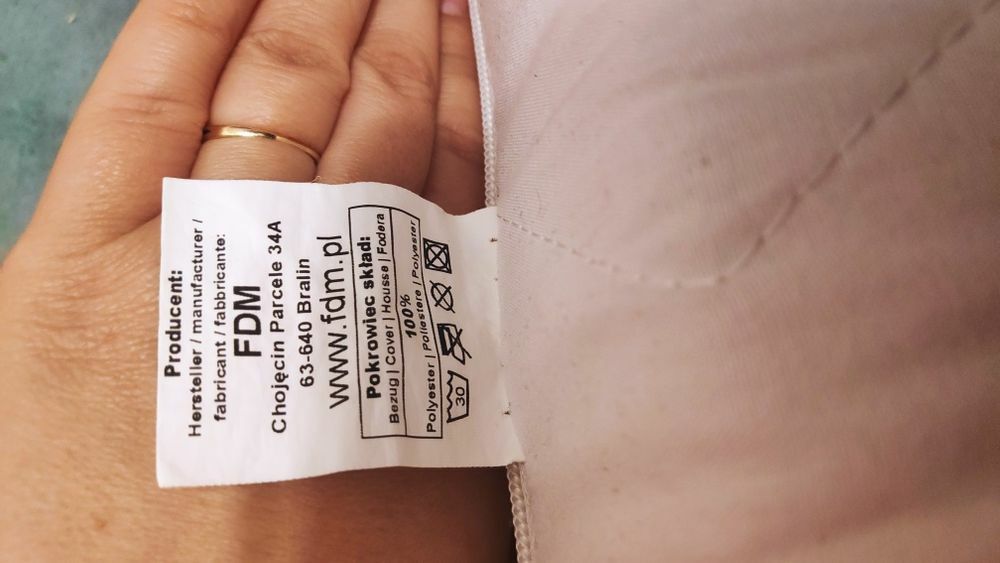 Producent:
Hersteller / manufacturer /
fabricant / fabbricante:
FDM
Chojęcin Parcele 34A
63-640 Bralin
www.fdm.pl
Pokrowiec skład:
Bezug | Cover | Housse | Fodera
100%
Polyester | Poliestere | Polyester
30